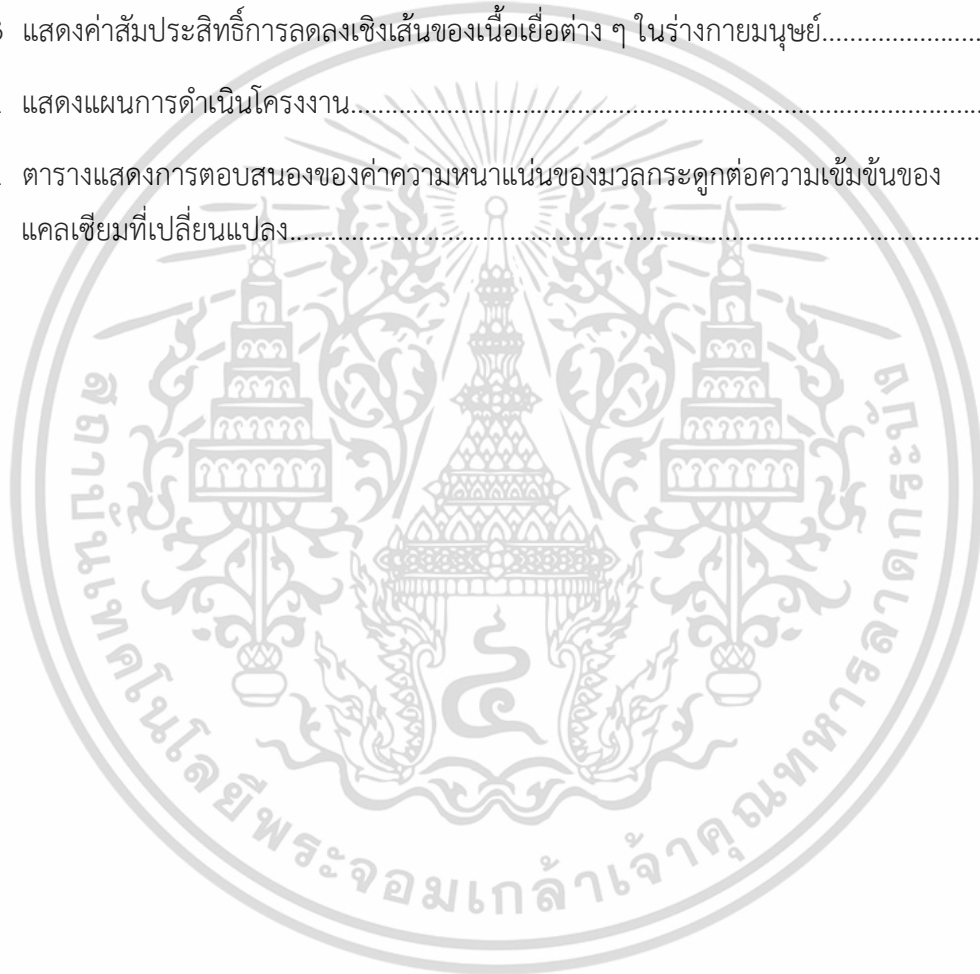 แสดงค่าสัมประสิทธิ์การลดลงเชิงเส้นของเนื้อเยื่อต่าง ๆ ในร่างกายมนุษย์.......................
แสดงแผนการดำเนินโครงงาน..........................................................................................
ตารางแสดงการตอบสนองของค่าความหนาแน่นของมวลกระดูกต่อความเข้มข้นของ
แคลเซียมที่เปลี่ยนแปลง...................................................................................................
สถาบันเทคโนโลยีพระจอมเกล้าเจ้าคุณทหารลาดกระบัง